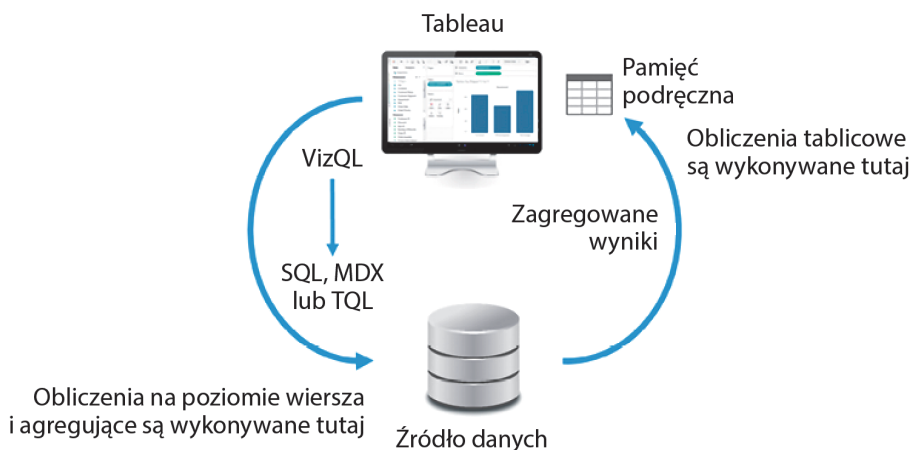 Tableau
Pamięć
podręczna
Obliczenia tablicowe
są wykonywane tutaj
VizQL
Zagregowane
wyniki
SQL, MDX
lub TQL
Obliczenia na poziomie wiersza
i agregujące są wykonywane tutaj
Źródło danych